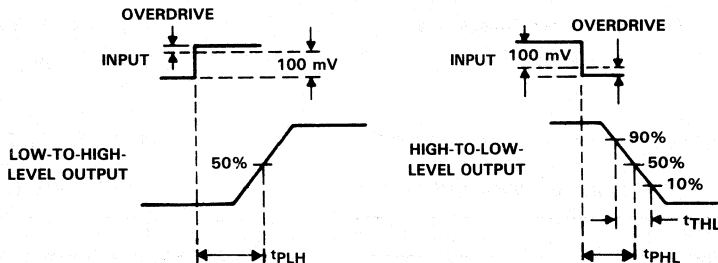 OVERDRIVE
INPUT
100 mV
LOW-TO-HIGH-
LEVEL OUTPUT
50%
tPLH
OVERDRIVE
INPUT
100 mV
HIGH-TO-LOW-
LEVEL OUTPUT
90%
50%
10%
tTHL
tPHL